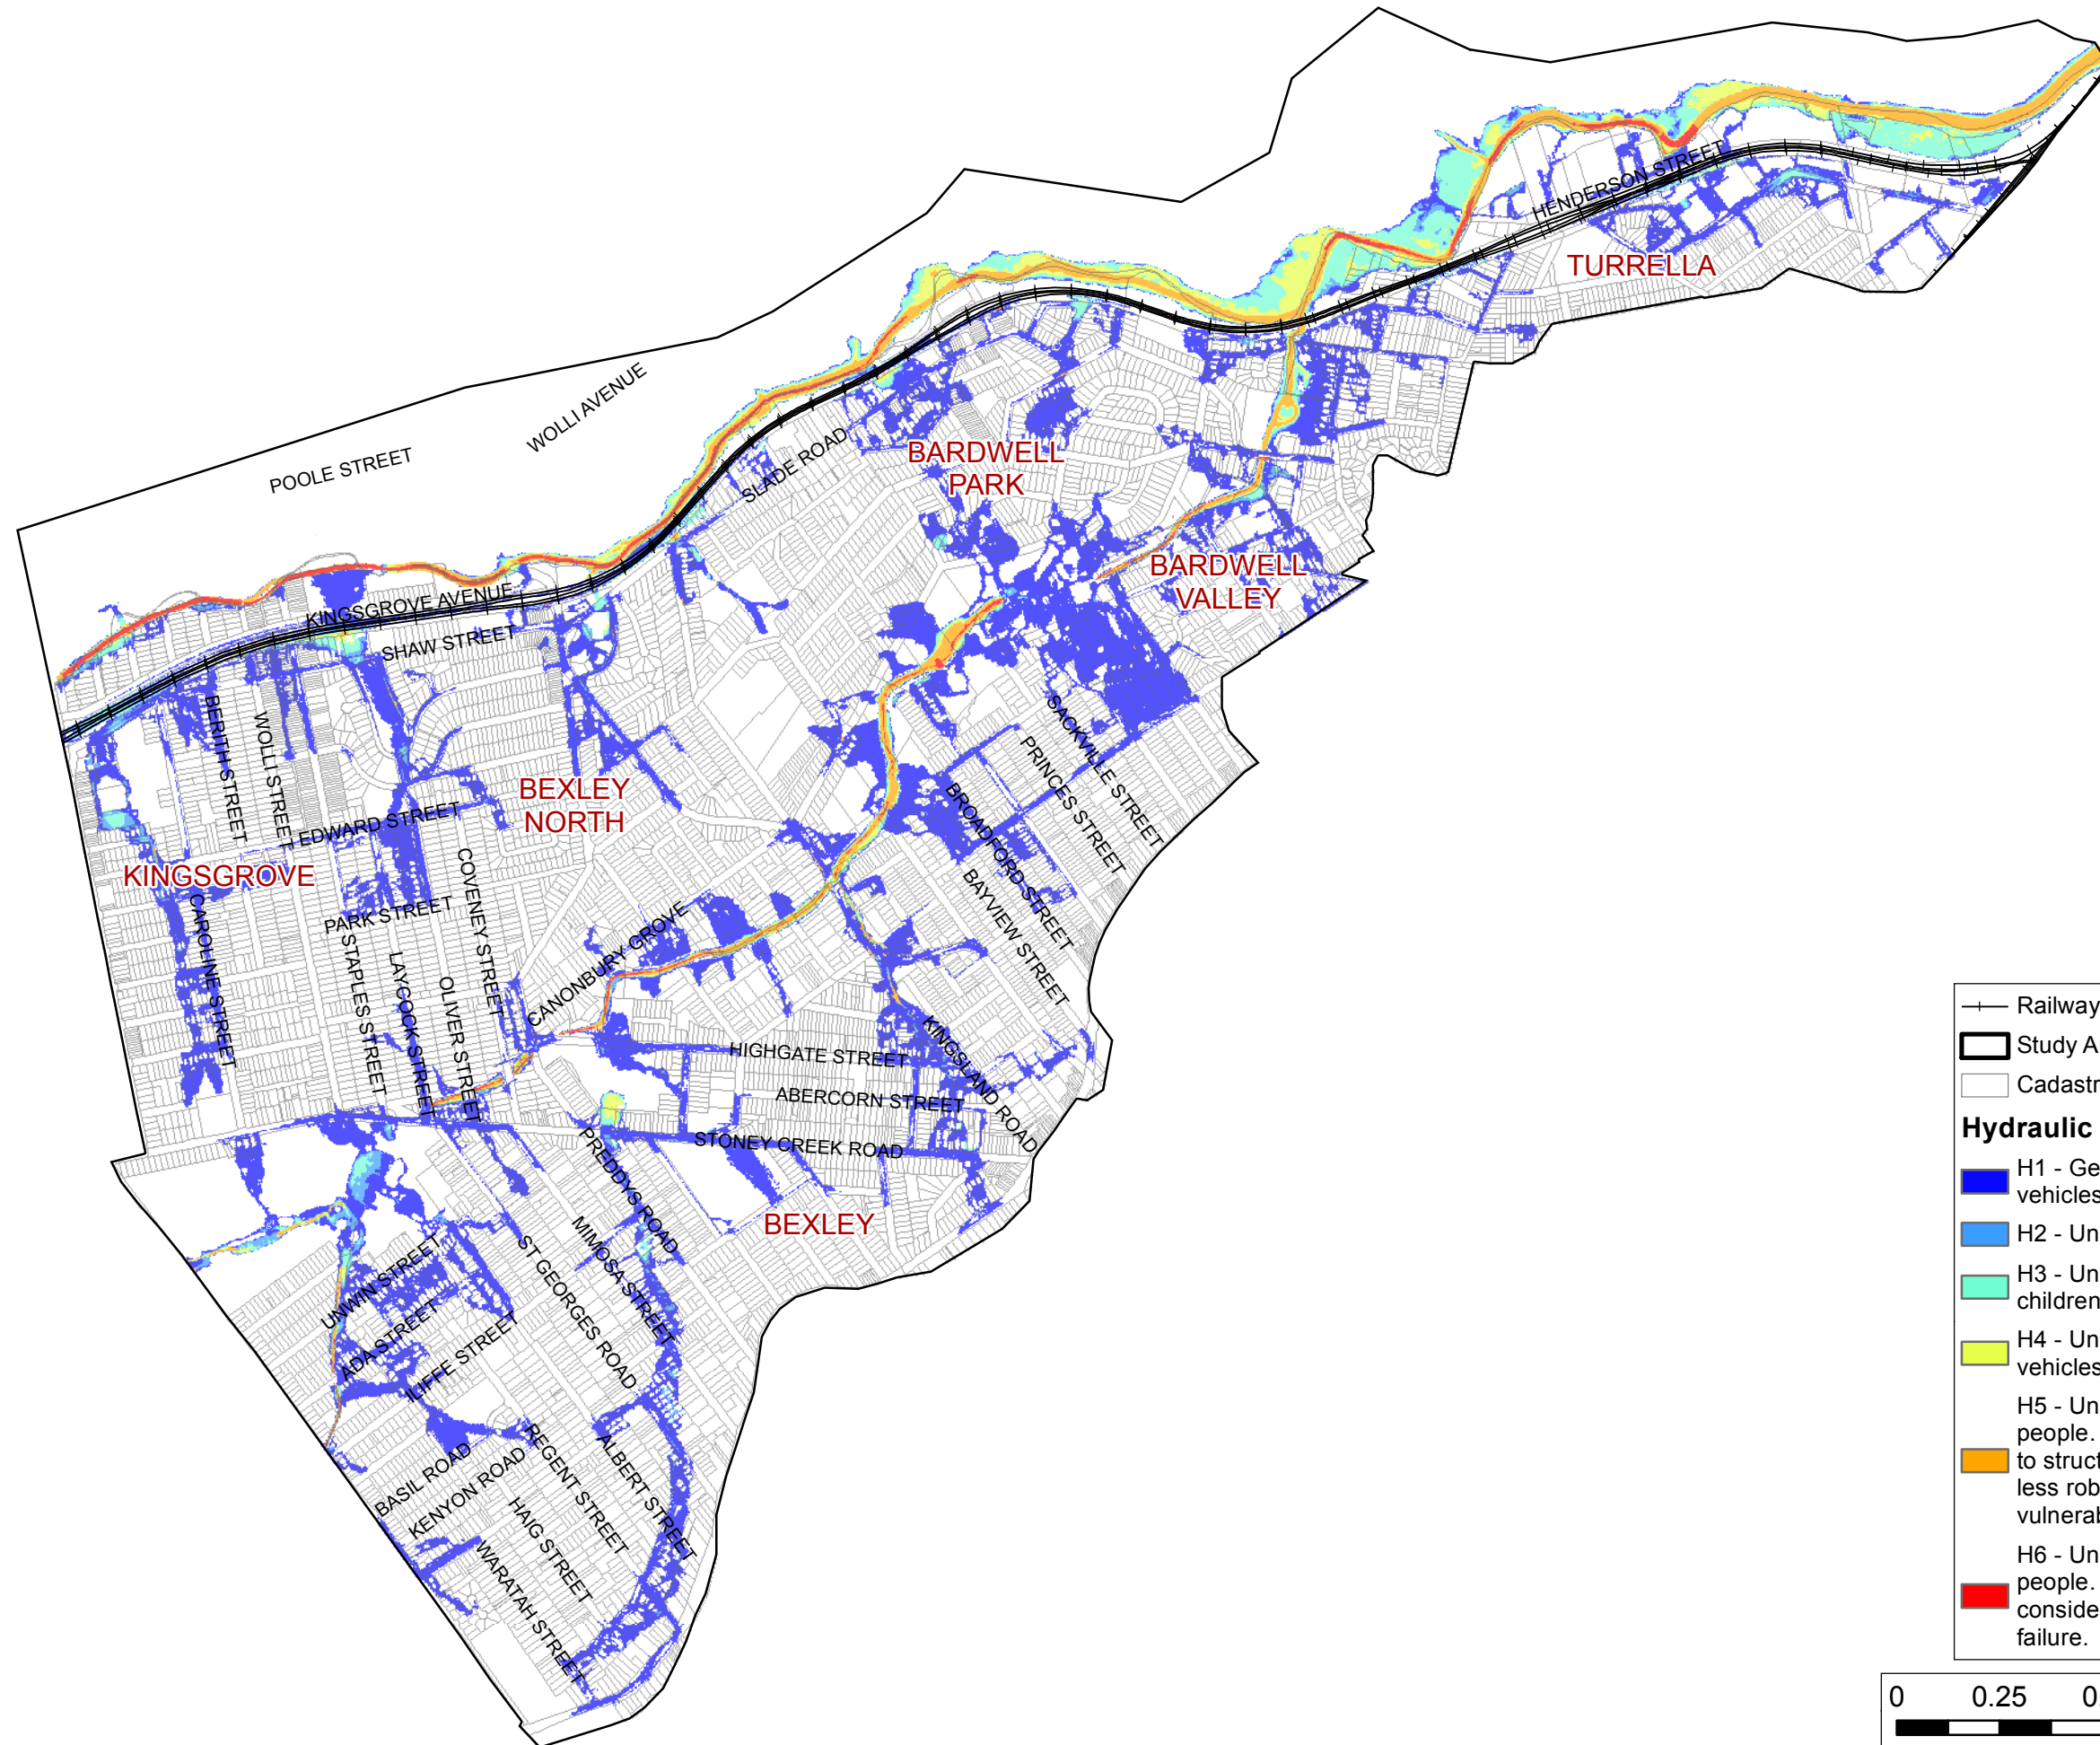 WOLLI AVENUE
POOLE STREET
HENDERSON STREET
TURRELLA
SLADE ROAD
BARDWELL
PARK
BARDWELL
VALLEY
KINGSGROVE AVENUE
SHAW STREET
BERITH STREET
WOLLI STREET
EDWARD STREET
BEXLEY
NORTH
SACKVILLE STREET
PRINCES STREET
BROADFORD STREET
BAYVIEW STREET
KINGSGROVE
CAROLINE STREET
PARK STREET
STAPLES STREET
LAYCOCK STREET
OLIVER STREET
COVENEY STREET
CANONBURY GROVE
HIGHGATE STREET
KINGSLAND ROAD
ABERCORN STREET
STONEY CREEK ROAD
PREDDYS ROAD
BEXLEY
MIMOSA STREET
ST GEORGES ROAD
UNWIN STREET
ADA STREET
ILIFFE STREET
BASIL ROAD
KENYON ROAD
REGENT STREET
ALBERT STREET
HAIG STREET
WARATAH STREET
Railway
Study A
Cadastr
Hydraulic
H1 - Ge
vehicles
H2 - Un
H3 - Un
children
H4 - Un
vehicles
H5 - Un
people.
to struct
less rob
vulnerab
H6 - Un
people.
conside
failure.
0 0.25 0.